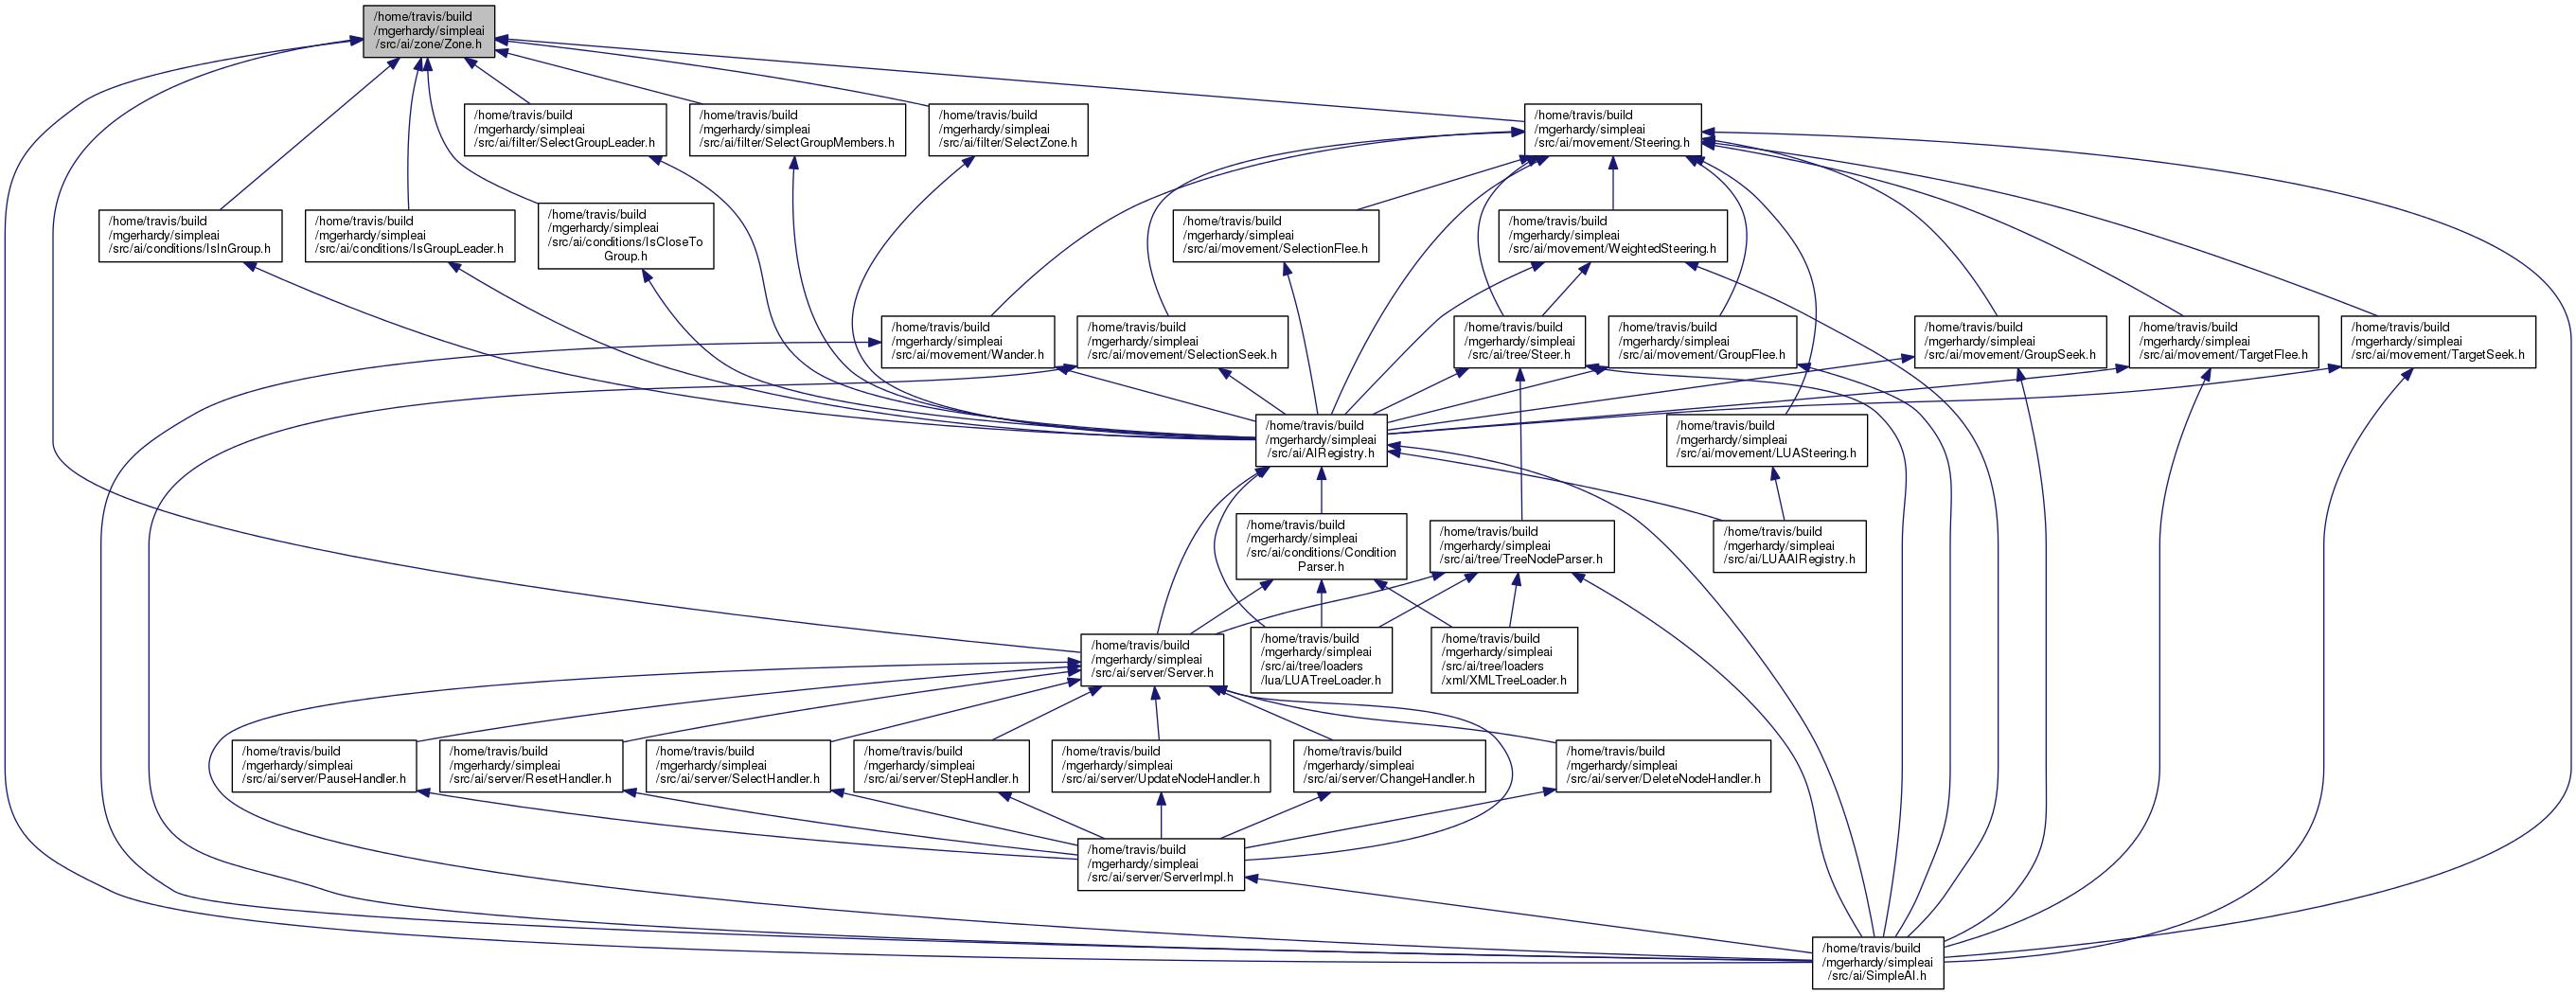 /home/travis/build
/mgerhardy/simpleai
/src/ai/zone/Zone.h
/home/travis/build
/mgerhardy/simpleai
/src/ai/filter/SelectGroupLeader.h
/home/travis/build
/mgerhardy/simpleai
/src/ai/filter/SelectGroupMembers.h
/home/travis/build
/mgerhardy/simpleai
/src/ai/filter/SelectZone.h
/home/travis/build
/mgerhardy/simpleai
/src/ai/movement/Steering.h
/home/travis/build
/mgerhardy/simpleai
/src/ai/conditions/IsInGroup.h
/home/travis/build
/mgerhardy/simpleai
/src/ai/conditions/IsGroupLeader.h
/home/travis/build
/mgerhardy/simpleai
/src/ai/conditions/IsCloseTo
Group.h
/home/travis/build
/mgerhardy/simpleai
/src/ai/movement/SelectionFlee.h
/home/travis/build
/mgerhardy/simpleai
/src/ai/movement/WeightedSteering.h
/home/travis/build
/mgerhardy/simpleai
/src/ai/movement/Wander.h
/home/travis/build
/mgerhardy/simpleai
/src/ai/movement/SelectionSeek.h
/home/travis/build
/mgerhardy/simpleai
/src/ai/tree/Steer.h
/home/travis/build
/mgerhardy/simpleai
/src/ai/movement/GroupFlee.h
/home/travis/build
/mgerhardy/simpleai
/src/ai/movement/GroupSeek.h
/home/travis/build
/mgerhardy/simpleai
/src/ai/movement/TargetFlee.h
/home/travis/build
/mgerhardy/simpleai
/src/ai/movement/TargetSeek.h
/home/travis/build
/mgerhardy/simpleai
/src/ai/AIRegistry.h
/home/travis/build
/mgerhardy/simpleai
/src/ai/movement/LUASteering.h
/home/travis/build
/mgerhardy/simpleai
/src/ai/conditions/Condition
Parser.h
/home/travis/build
/mgerhardy/simpleai
/src/ai/tree/TreeNodeParser.h
/home/travis/build
/mgerhardy/simpleai
/src/ai/LUAAIRegistry.h
/home/travis/build
/mgerhardy/simpleai
/src/ai/server/Server.h
/home/travis/build
/mgerhardy/simpleai
/src/ai/tree/loaders
/lua/LUATreeLoader.h
/home/travis/build
/mgerhardy/simpleai
/src/ai/tree/loaders
/xml/XMLTreeLoader.h
/home/travis/build
/mgerhardy/simpleai
/src/ai/server/PauseHandler.h
/home/travis/build
/mgerhardy/simpleai
/src/ai/server/ResetHandler.h
/home/travis/build
/mgerhardy/simpleai
/src/ai/server/SelectHandler.h
/home/travis/build
/mgerhardy/simpleai
/src/ai/server/StepHandler.h
/home/travis/build
/mgerhardy/simpleai
/src/ai/server/UpdateNodeHandler.h
/home/travis/build
/mgerhardy/simpleai
/src/ai/server/ChangeHandler.h
/home/travis/build
/mgerhardy/simpleai
/src/ai/server/DeleteNodeHandler.h
/home/travis/build
/mgerhardy/simpleai
/src/ai/server/ServerImpl.h
/home/travis/build
/mgerhardy/simpleai
/src/ai/SimpleAI.h